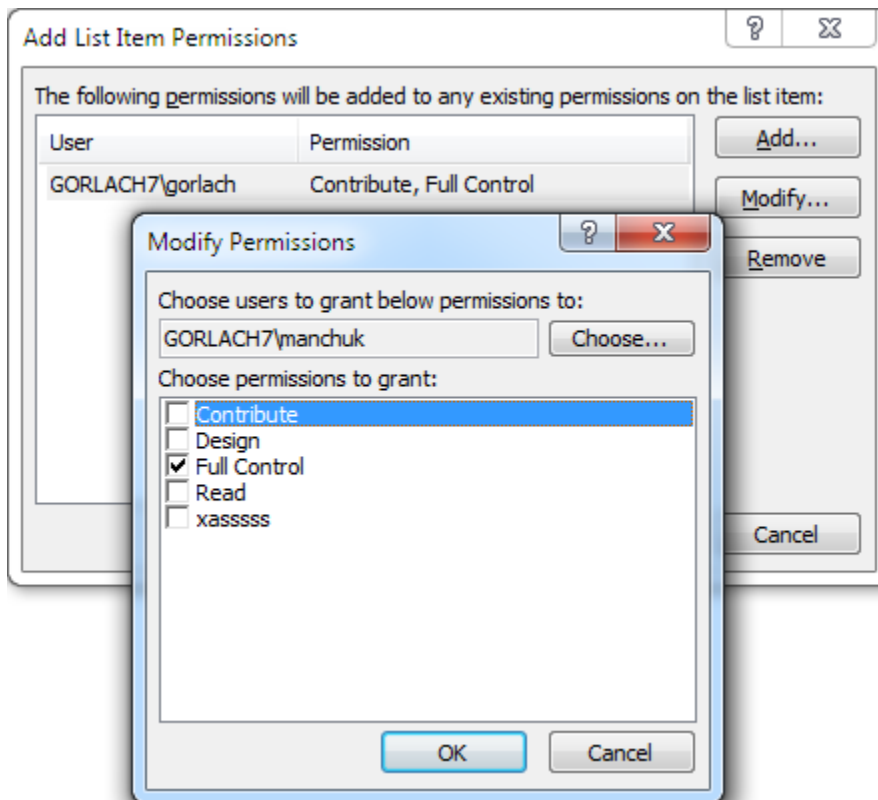 Add List Item Permissions
The following permissions will be added to any existing permissions on the list item:
User Permission
Add...
GORLACH7\gorlach Contribute, Full Control
Modify...
Remove
Cancel
Modify Permissions
Choose users to grant below permissions to:
GORLACH7\manchuk Choose...
Choose permissions to grant:
Contribute
Design
Full Control
Read
xasssss
OK Cancel